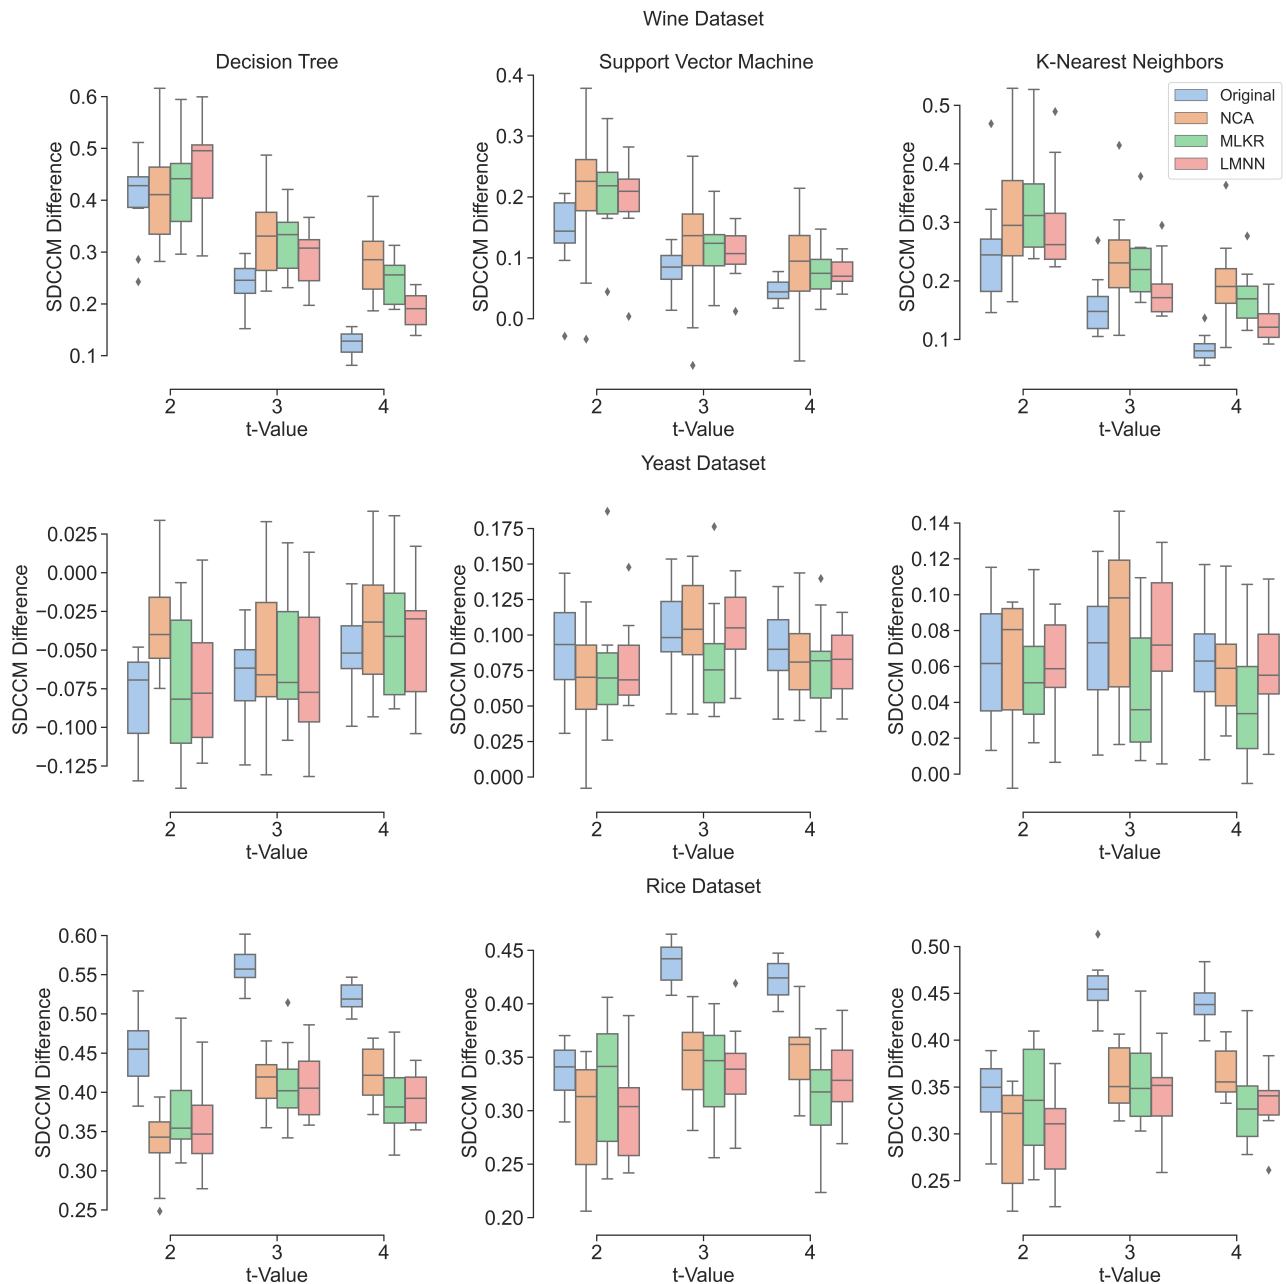 Wine Dataset
Decision Tree
Support Vector Machine
K-Nearest Neighbors
Original
NCA
MLKR
LMNN
SDCCM Difference
0.6
0.5
0.4
0.3
0.2
0.1
2 3 4
t-Value
SDCCM Difference
0.4
0.3
0.2
0.1
0.0
2 3 4
t-Value
SDCCM Difference
0.5
0.4
0.3
0.2
0.1
2 3 4
t-Value
Yeast Dataset
SDCCM Difference
0.025
0.000
−0.025
−0.050
−0.075
−0.100
−0.125
2 3 4
t-Value
SDCCM Difference
0.175
0.150
0.125
0.100
0.075
0.050
0.025
0.000
2 3 4
t-Value
SDCCM Difference
0.14
0.12
0.10
0.08
0.06
0.04
0.02
0.00
2 3 4
t-Value
Rice Dataset
SDCCM Difference
0.60
0.55
0.50
0.45
0.40
0.35
0.30
0.25
2 3 4
t-Value
SDCCM Difference
0.45
0.40
0.35
0.30
0.25
0.20
2 3 4
t-Value
SDCCM Difference
0.50
0.45
0.40
0.35
0.30
0.25
2 3 4
t-Value